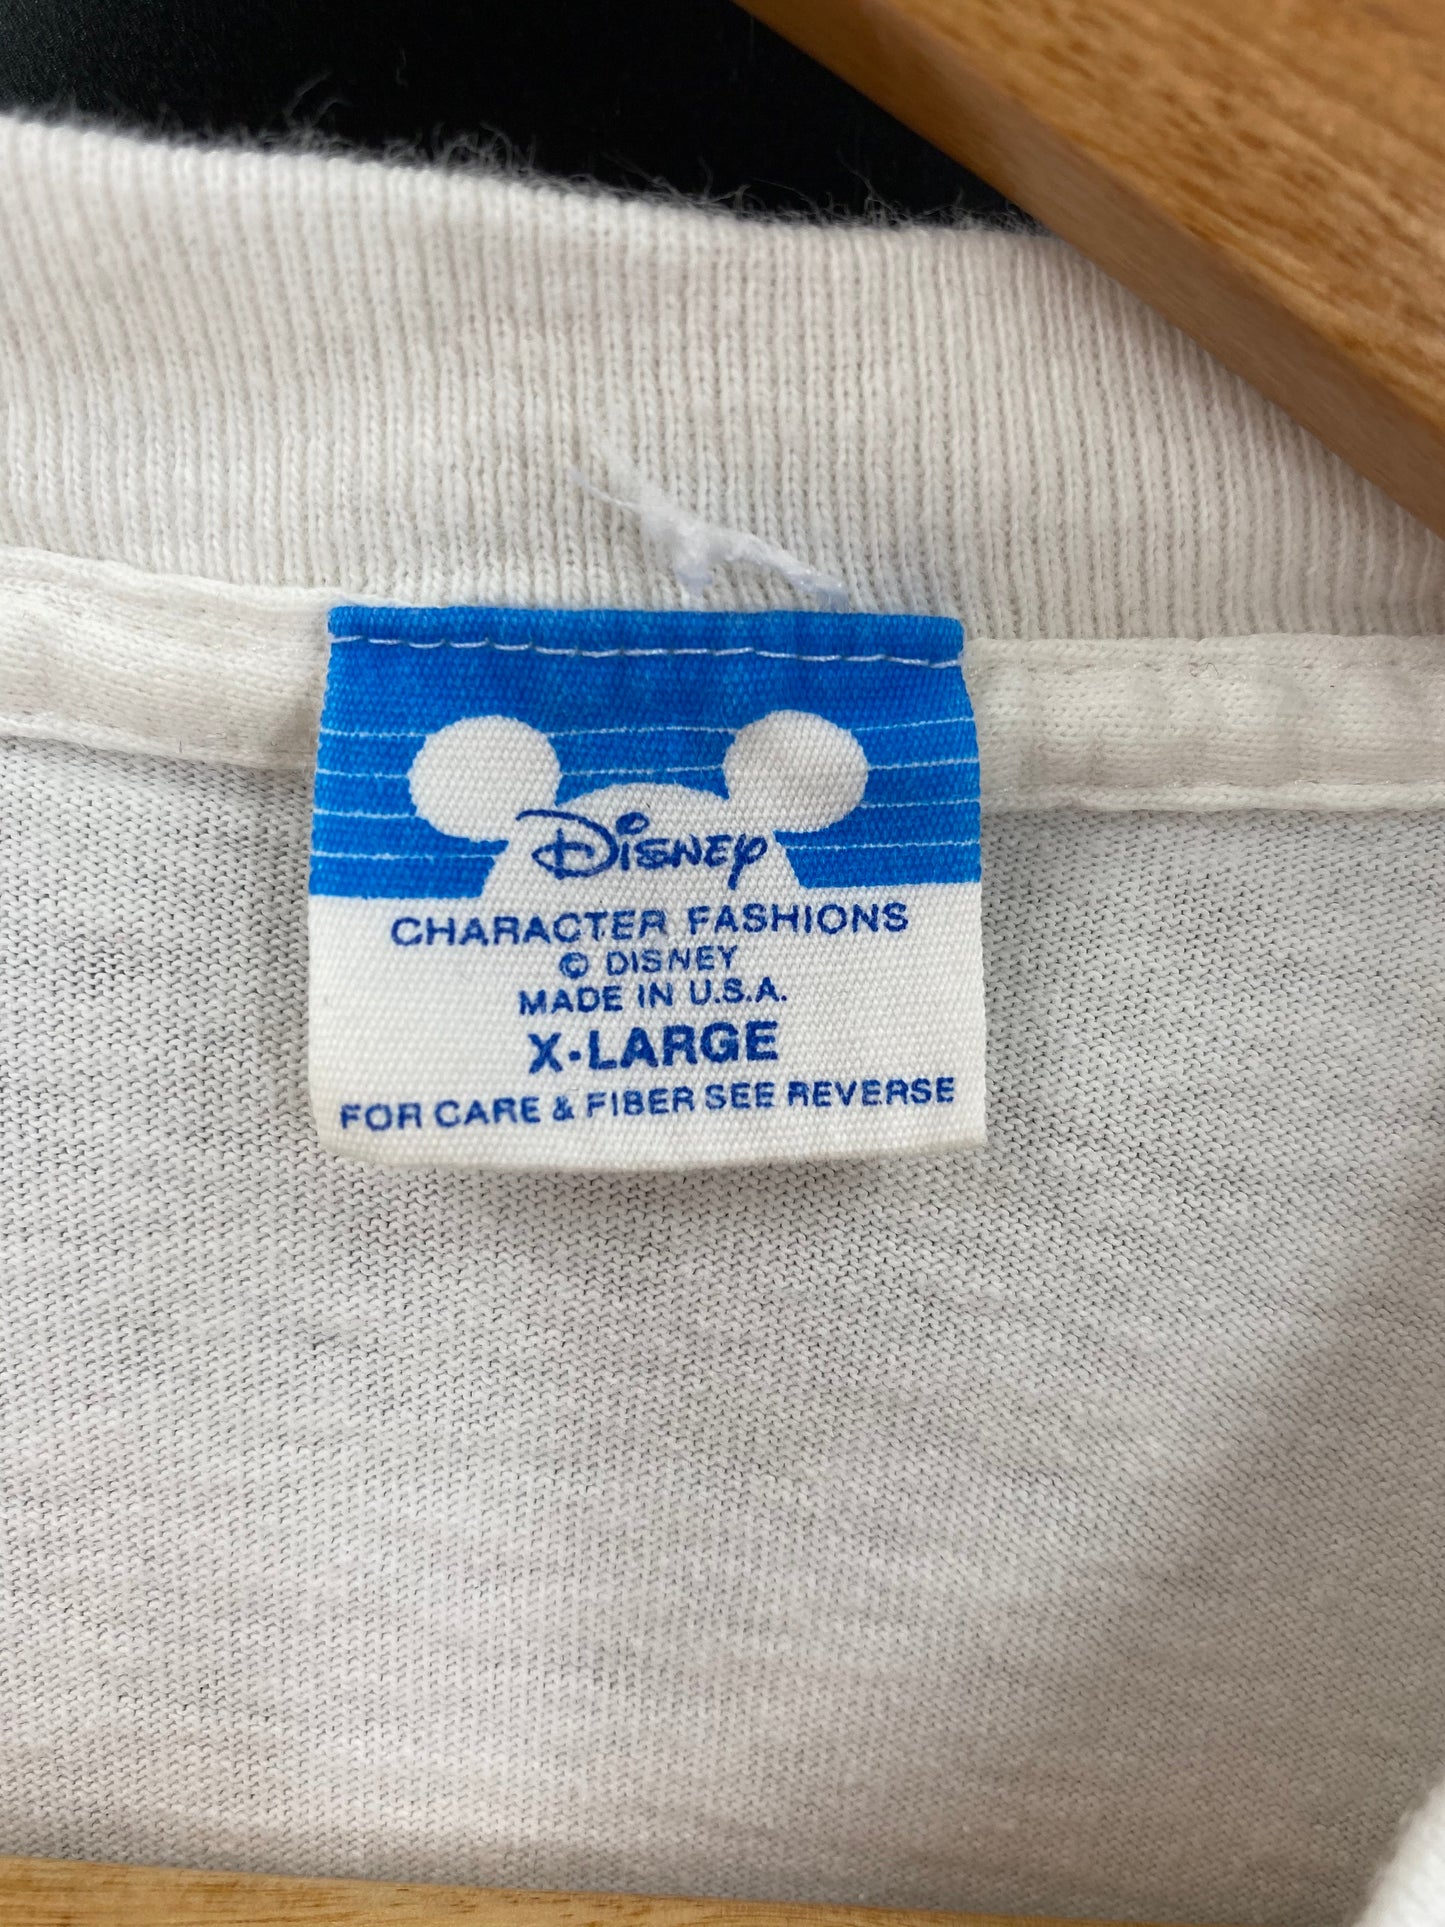 Disney
CHARACTER FASHIONS
© DISNEY
MADE IN U.S.A.
X-LARGE
FOR CARE & FIBER SEE REVERSE